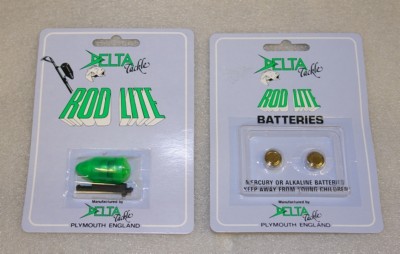 DELTA
Tackle
ROD LITE
Manufactured by
DELTA
Tackle
PLYMOUTH ENGLAND
DELTA
Tackle
ROD LITE
BATTERIES
MERCURY OR ALKALINE BATTERIES
KEEP AWAY FROM YOUNG CHILDREN
Manufactured by
DELTA
Tackle
PLYMOUTH ENGLAND